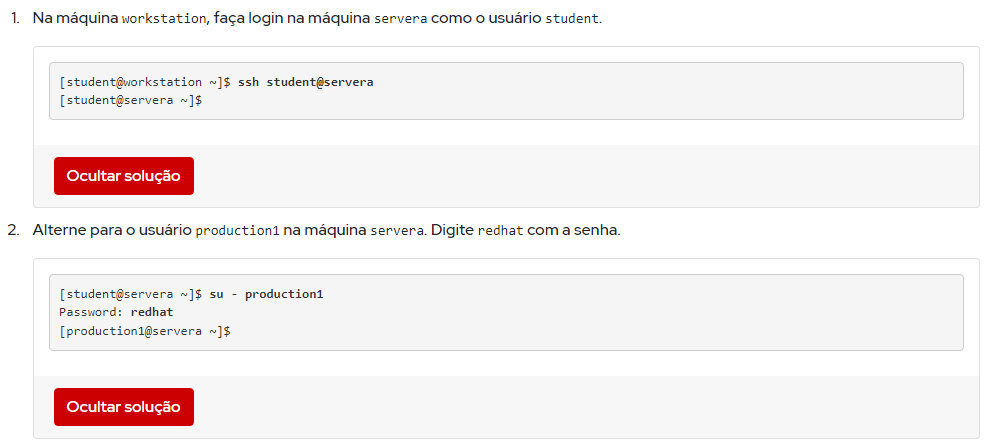 1. Na máquina workstation, faça login na máquina servera como o usuário student.
[student@workstation ~]$ ssh student@servera
[student@servera ~]$
Ocultar solução
2. Alterne para o usuário production1 na máquina servera. Digite redhat com a senha.
[student@servera ~]$ su - production1
Password: redhat
[production1@servera ~]$
Ocultar solução